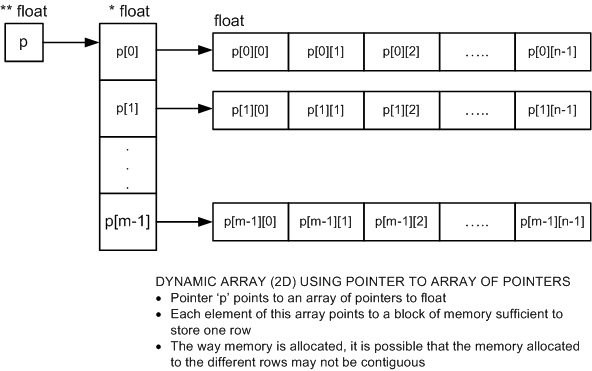 ** float * float float
p p[0] p[0][0] p[0][1] p[0][2] ..... p[0][n-1]
p[1] p[1][0] p[1][1] p[1][2] ..... p[1][n-1]
.
.
.
p[m-1] p[m-1][0] p[m-1][1] p[m-1][2] ..... p[m-1][n-1]
DYNAMIC ARRAY (2D) USING POINTER TO ARRAY OF POINTERS
• Pointer ‘p’ points to an array of pointers to float
• Each element of this array points to a block of memory sufficient to
store one row
• The way memory is allocated, it is possible that the memory allocated
to the different rows may not be contiguous